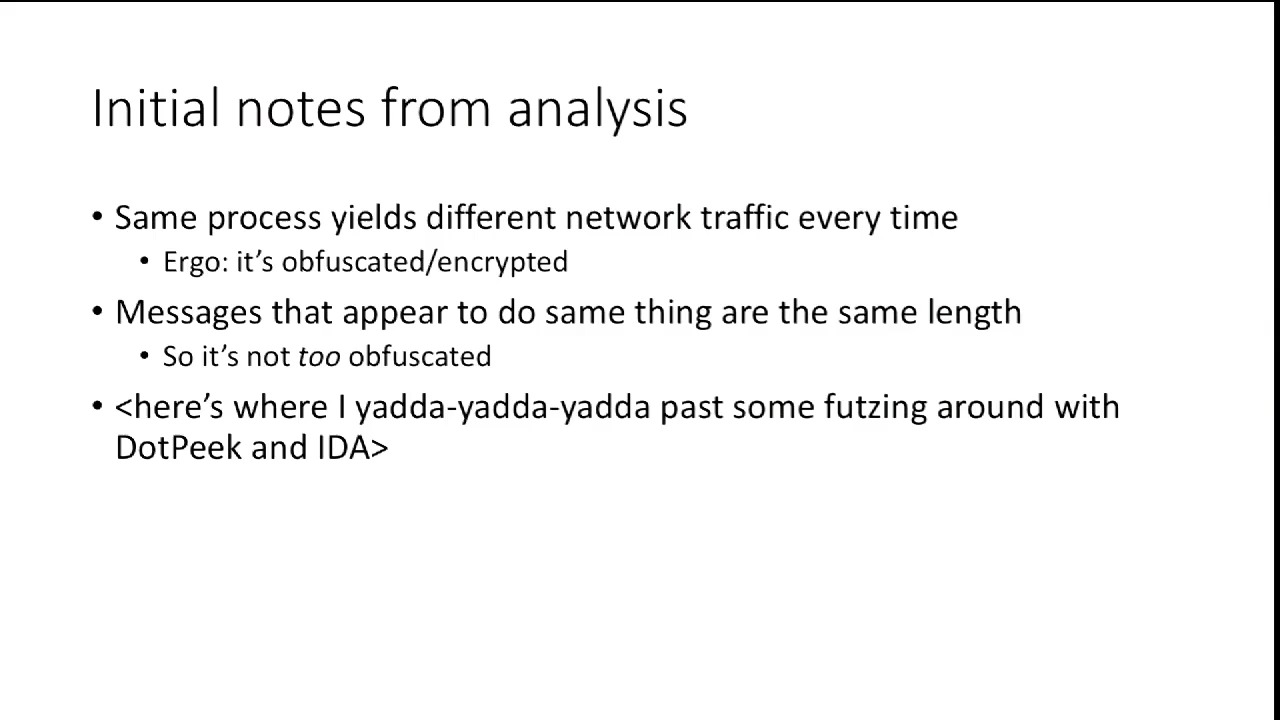 Initial notes from analysis
• Same process yields different network traffic every time
• Ergo: it’s obfuscated/encrypted
• Messages that appear to do same thing are the same length
• So it’s not too obfuscated
• <here’s where I yadda-yadda-yadda past some futzing around with
DotPeek and IDA>